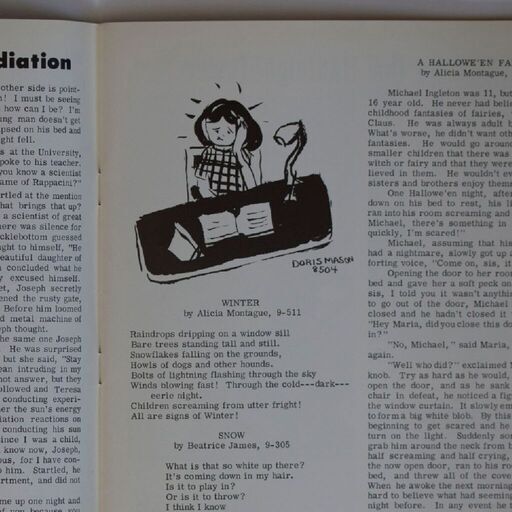 diation
other side is point-
! I must be seeing
how can I be? I'm
ung man doesn't get
psed on his bed and
ght fell.
s at the University,
poke to his teacher.
you know a scientist
ame of Rappacini?"
rtled at the mention
hat brings that up?
a scientist of great
here was silence for
cklebottom guessed
ght to himself, "He
eautiful daughter of
concluded what he
y excused himself.
et, Joseph secretly
ened the rusty gate,
Before him loomed
d metal machine of
eph thought.
he same one Joseph
He was surprised
but she said, "Stay
ean intruding in my
not answer, but they
followed and Teresa
conducting experi-
er the sun's energy
diation reactions on
conducting his sun
ince I was a child,
know now, Joseph,
ous, for I have con-
o him. Startled, he
artment, and did not
me up one night and
of you because you
DORIS MASON
8504
WINTER
by Alicia Montague, 9-511
Raindrops dripping on a window sill
Bare trees standing tall and still.
Snowflakes falling on the grounds,
Howls of dogs and other hounds.
Bolts of lightning flashing through the sky
Winds blowing fast! Through the cold---dark---
eerie night.
Children screaming from utter fright!
All are signs of Winter!
SNOW
by Beatrice James, 9-305
What is that so white up there?
It's coming down in my hair.
Is it to play in?
Or is it to throw?
I think I know
A HALLOWE'EN FA
by Alicia Montague,
Michael Ingleton was 11, but
16 year old. He never had belie
childhood fantasies of fairies,
Claus. He was always adult
What's worse, he didn't want oth
fantasies. He would go around
smaller children that there was
witch or fairy and that they were
lieved in them. He wouldn't ev
sisters and brothers enjoy theme
One Hallowe'en night, after
down on his bed to rest, his li
ran into his room screaming and
Michael, there's something in
quickly, I'm scared!"
Michael, assuming that his
had a nightmare, slowly got up a
forting voice, "Come on, sis, it
Opening the door to her room
bed and gave her a soft peck on
sis, I told you it wasn't anythin
to go out of the door, Michael
closed and he hadn't closed it
"Hey Maria, did you close this do
in?"
"No, Michael," said Maria,
again.
"Well who did?" exclaimed
knob. Try as hard as he would,
open the door, and as he sank
chair in defeat, he noticed a fig
the window curtain. It slowly em
to form a big white blob. By this
beginning to get scared and he
turn on the light. Suddenly so
grab him around the neck from b
half screaming and half crying,
the now open door, ran to his ro
bed, and threw all of the cove
When he awoke the next morning
hard to believe what had seemed
night before. In any event he t